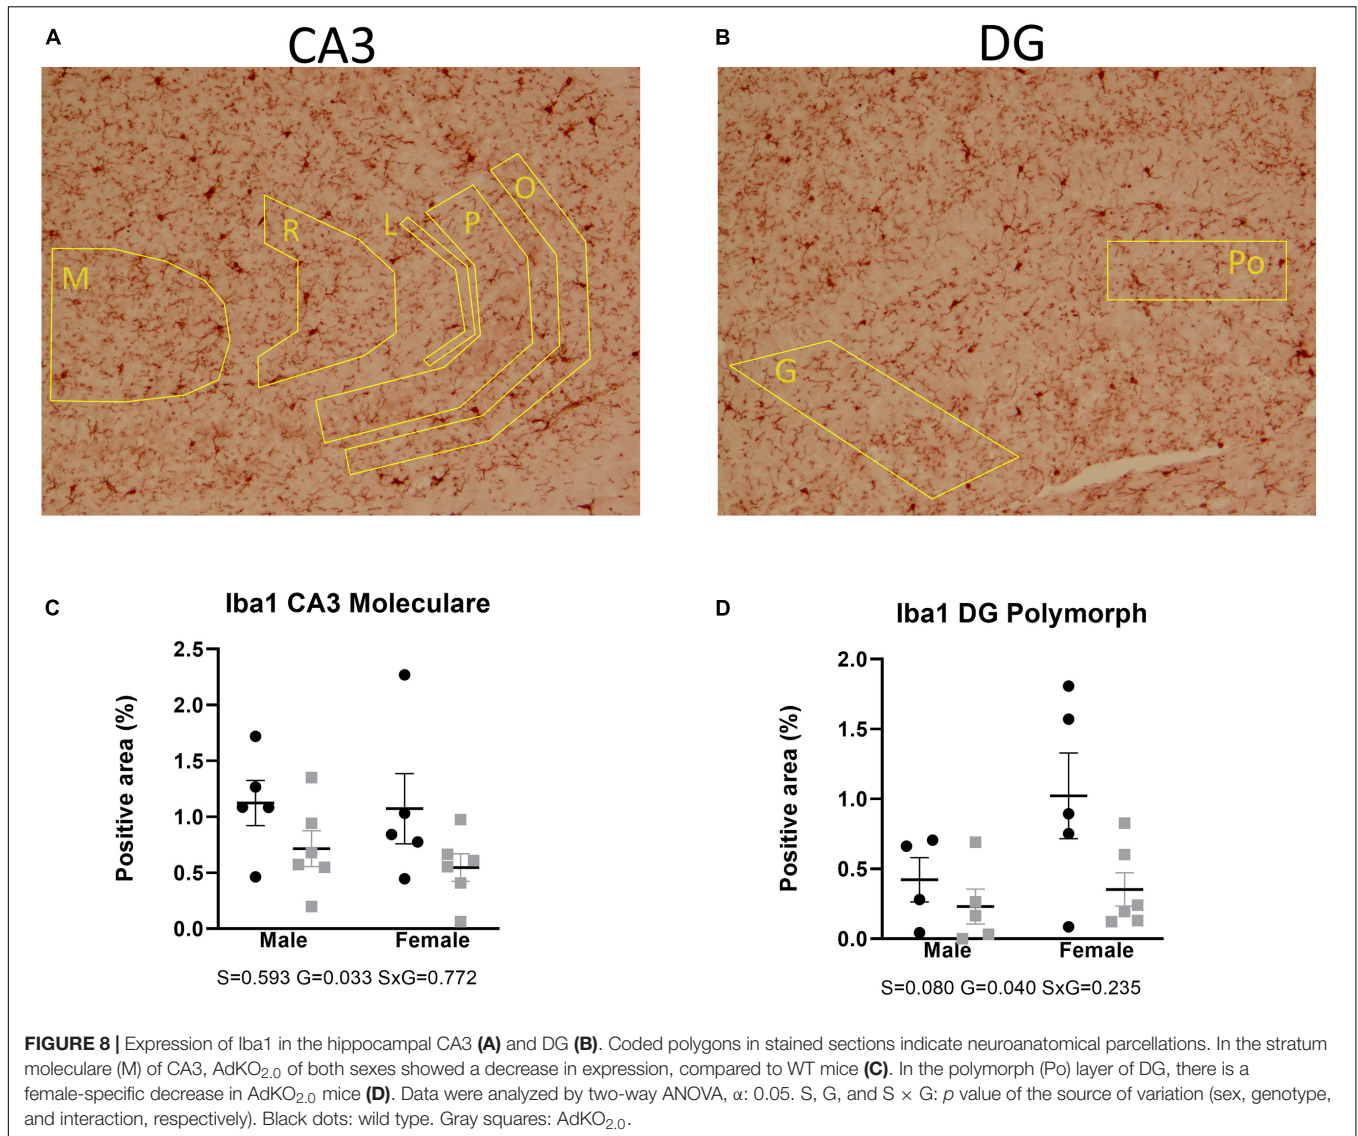 A
CA3
B
DG
M
R
L
P
O
G
Po
C
Iba1 CA3 Moleculare
Positive area (%)
2.5
2.0
1.5
1.0
0.5
0.0
Male
Female
S=0.593 G=0.033 SxG=0.772
D
Iba1 DG Polymorph
Positive area (%)
2.0
1.5
1.0
0.5
0.0
Male
Female
S=0.080 G=0.040 SxG=0.235
FIGURE 8 | Expression of Iba1 in the hippocampal CA3 (A) and DG (B). Coded polygons in stained sections indicate neuroanatomical parcellations. In the stratum
moleculare (M) of CA3, AdKO2.0 of both sexes showed a decrease in expression, compared to WT mice (C). In the polymorph (Po) layer of DG, there is a
female-specific decrease in AdKO2.0 mice (D). Data were analyzed by two-way ANOVA, α: 0.05. S, G, and S × G: p value of the source of variation (sex, genotype,
and interaction, respectively). Black dots: wild type. Gray squares: AdKO2.0.